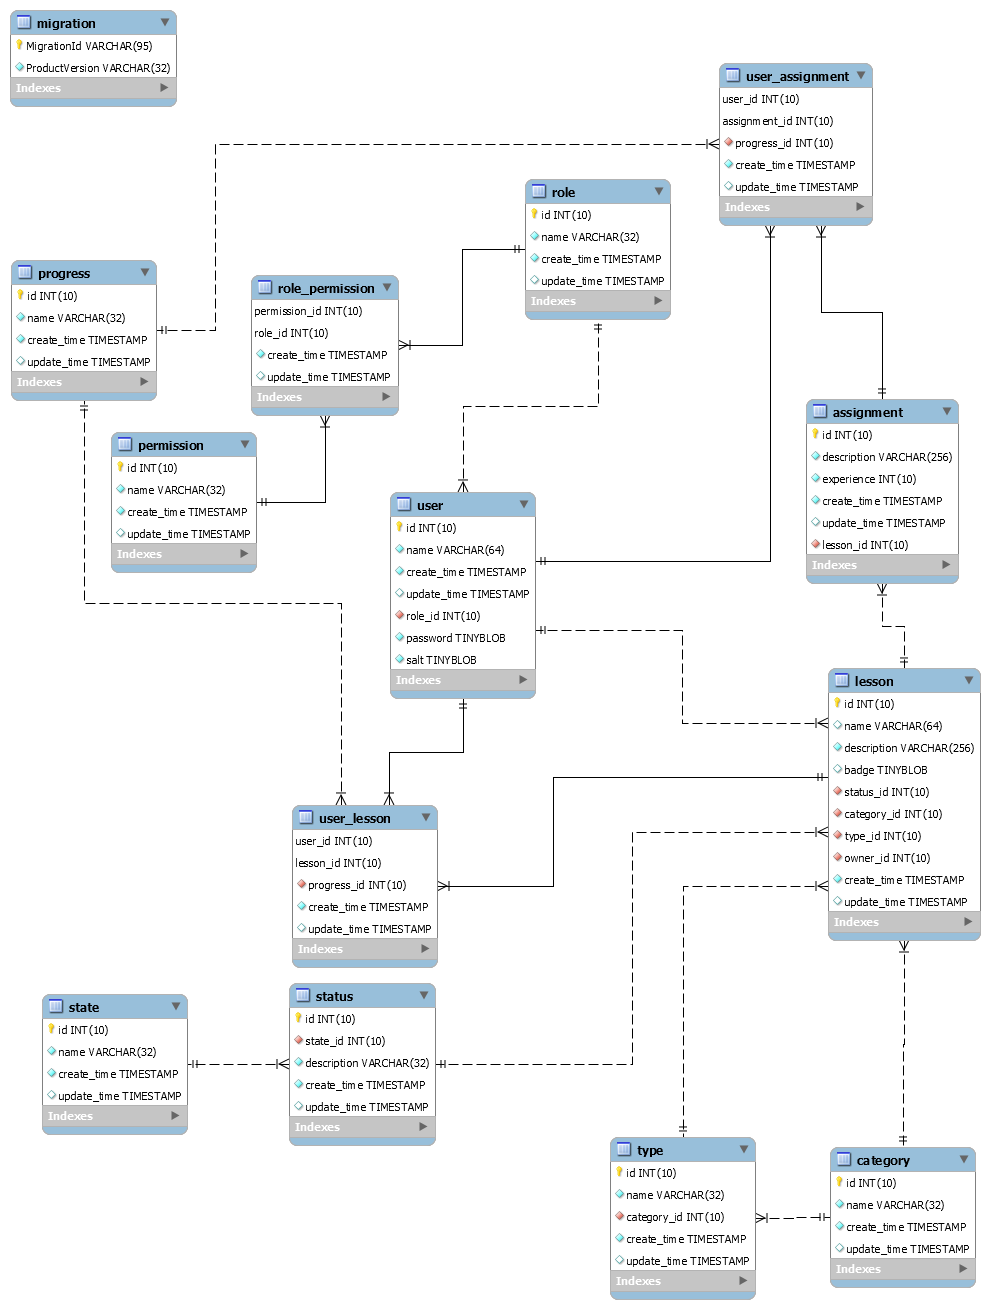 migration
MigrationId VARCHAR(95)
ProductVersion VARCHAR(32)
Indexes
user_assignment
user_id INT(10)
assignment_id INT(10)
progress_id INT(10)
create_time TIMESTAMP
update_time TIMESTAMP
Indexes
role
id INT(10)
name VARCHAR(32)
create_time TIMESTAMP
update_time TIMESTAMP
Indexes
progress
id INT(10)
name VARCHAR(32)
create_time TIMESTAMP
update_time TIMESTAMP
Indexes
role_permission
permission_id INT(10)
role_id INT(10)
create_time TIMESTAMP
update_time TIMESTAMP
Indexes
permission
id INT(10)
name VARCHAR(32)
create_time TIMESTAMP
update_time TIMESTAMP
Indexes
assignment
id INT(10)
description VARCHAR(256)
experience INT(10)
create_time TIMESTAMP
update_time TIMESTAMP
lesson_id INT(10)
Indexes
user
id INT(10)
name VARCHAR(64)
create_time TIMESTAMP
update_time TIMESTAMP
role_id INT(10)
password TINYBLOB
salt TINYBLOB
Indexes
lesson
id INT(10)
name VARCHAR(64)
description VARCHAR(256)
badge TINYBLOB
status_id INT(10)
category_id INT(10)
type_id INT(10)
owner_id INT(10)
create_time TIMESTAMP
update_time TIMESTAMP
Indexes
user_lesson
user_id INT(10)
lesson_id INT(10)
progress_id INT(10)
create_time TIMESTAMP
update_time TIMESTAMP
Indexes
state
id INT(10)
name VARCHAR(32)
create_time TIMESTAMP
update_time TIMESTAMP
Indexes
status
id INT(10)
state_id INT(10)
description VARCHAR(32)
create_time TIMESTAMP
update_time TIMESTAMP
Indexes
type
id INT(10)
name VARCHAR(32)
category_id INT(10)
create_time TIMESTAMP
update_time TIMESTAMP
Indexes
category
id INT(10)
name VARCHAR(32)
create_time TIMESTAMP
update_time TIMESTAMP
Indexes